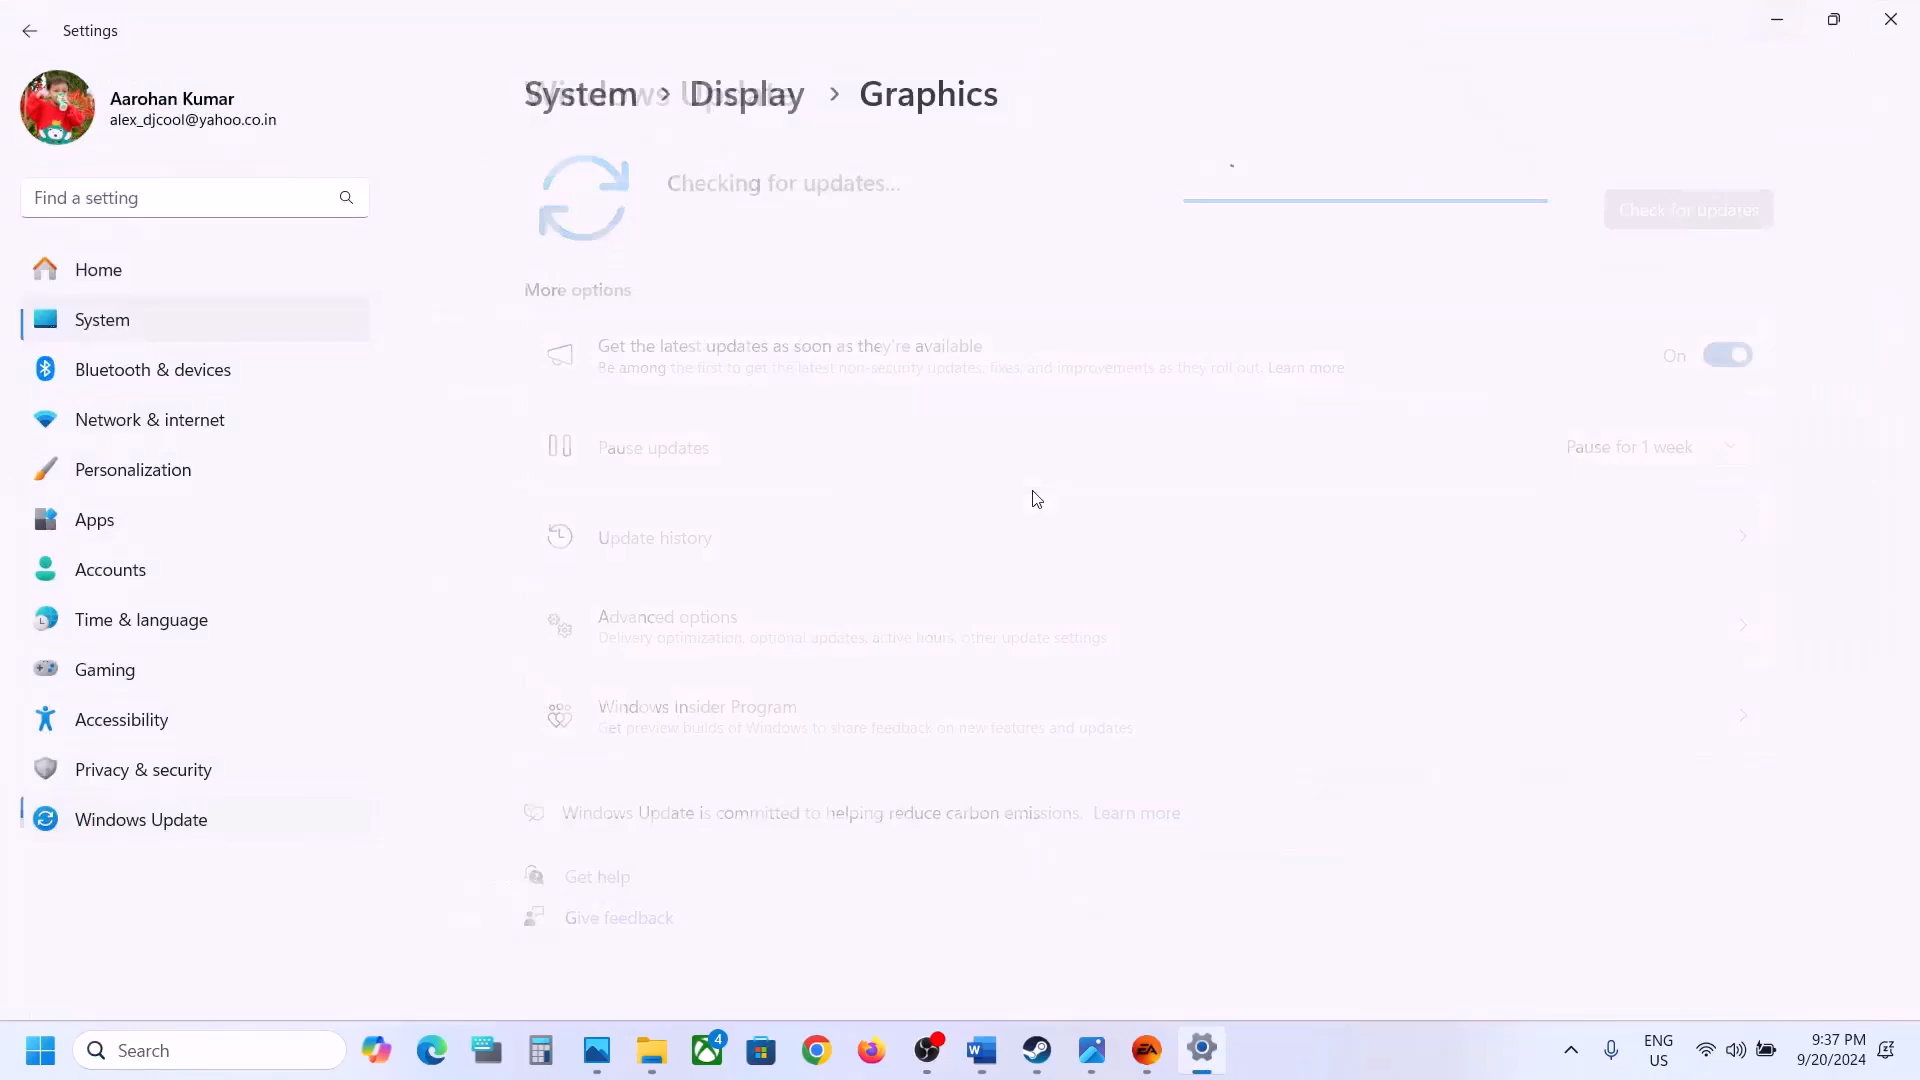 Settings
Aarohan Kumar
alex_djcool@yahoo.co.in
Find a setting
Home
System
Bluetooth & devices
Network & internet
Personalization
Apps
Accounts
Time & language
Gaming
Accessibility
Privacy & security
Windows Update
System > Display > Graphics
Windows Update
Checking for updates...
Check for updates
More options
Get the latest updates as soon as they're available
Be among the first to get the latest non-security updates, fixes, and improvements as they roll out. Learn more
On
Pause updates
Pause for 1 week
Update history
Advanced options
Delivery optimization, optional updates, active hours, other update settings
Windows Insider Program
Get preview builds of Windows to share feedback on new features and updates
Windows Update is committed to helping reduce carbon emissions. Learn more
Get help
Give feedback
Search
4
W
EA
ENG
US
9:37 PM
9/20/2024